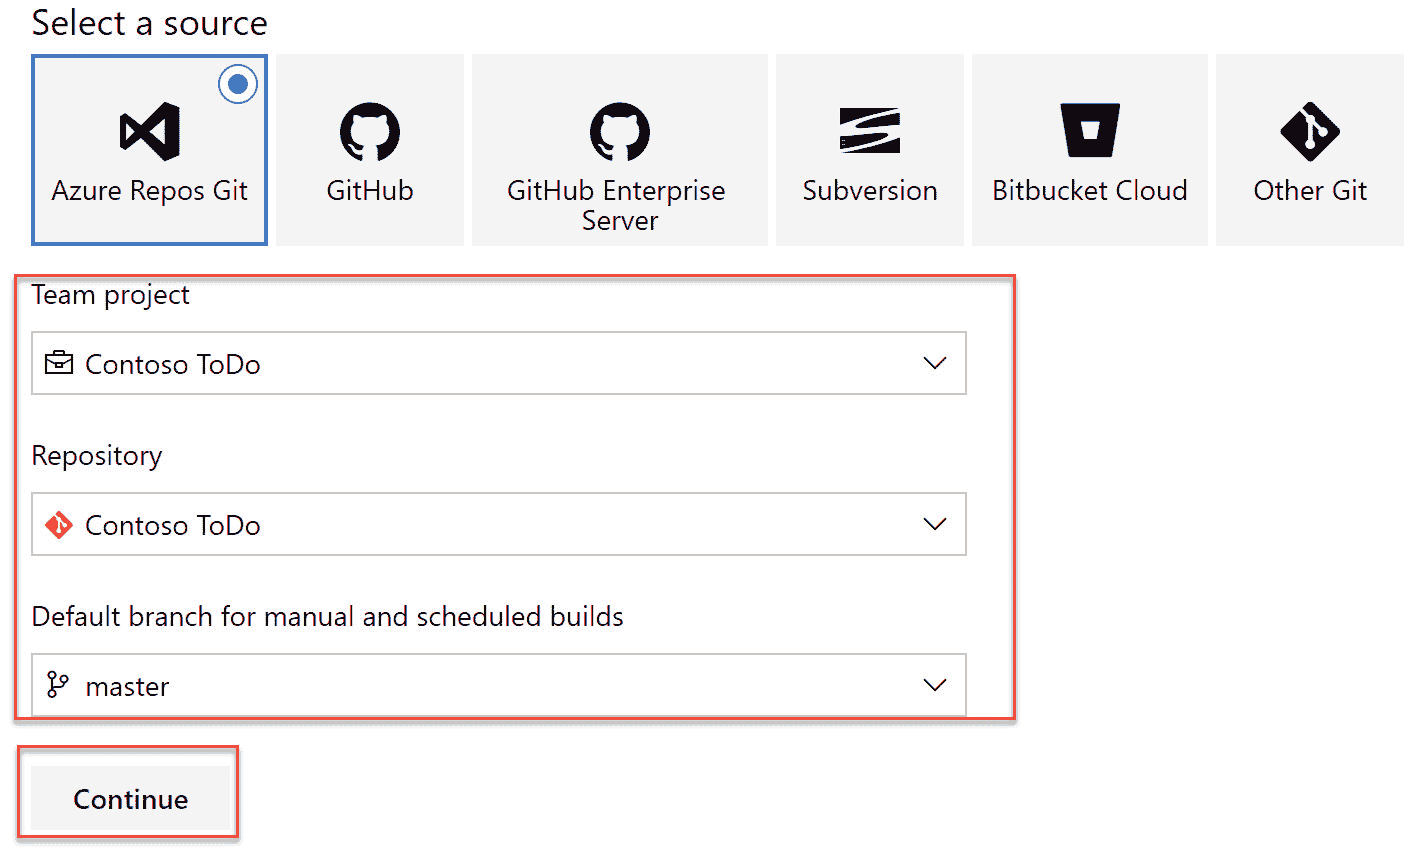 Select a source
Azure Repos Git
GitHub
GitHub Enterprise
Server
Subversion
Bitbucket Cloud
Other Git
Team project
Contoso ToDo
Repository
Contoso ToDo
Default branch for manual and scheduled builds
master
Continue